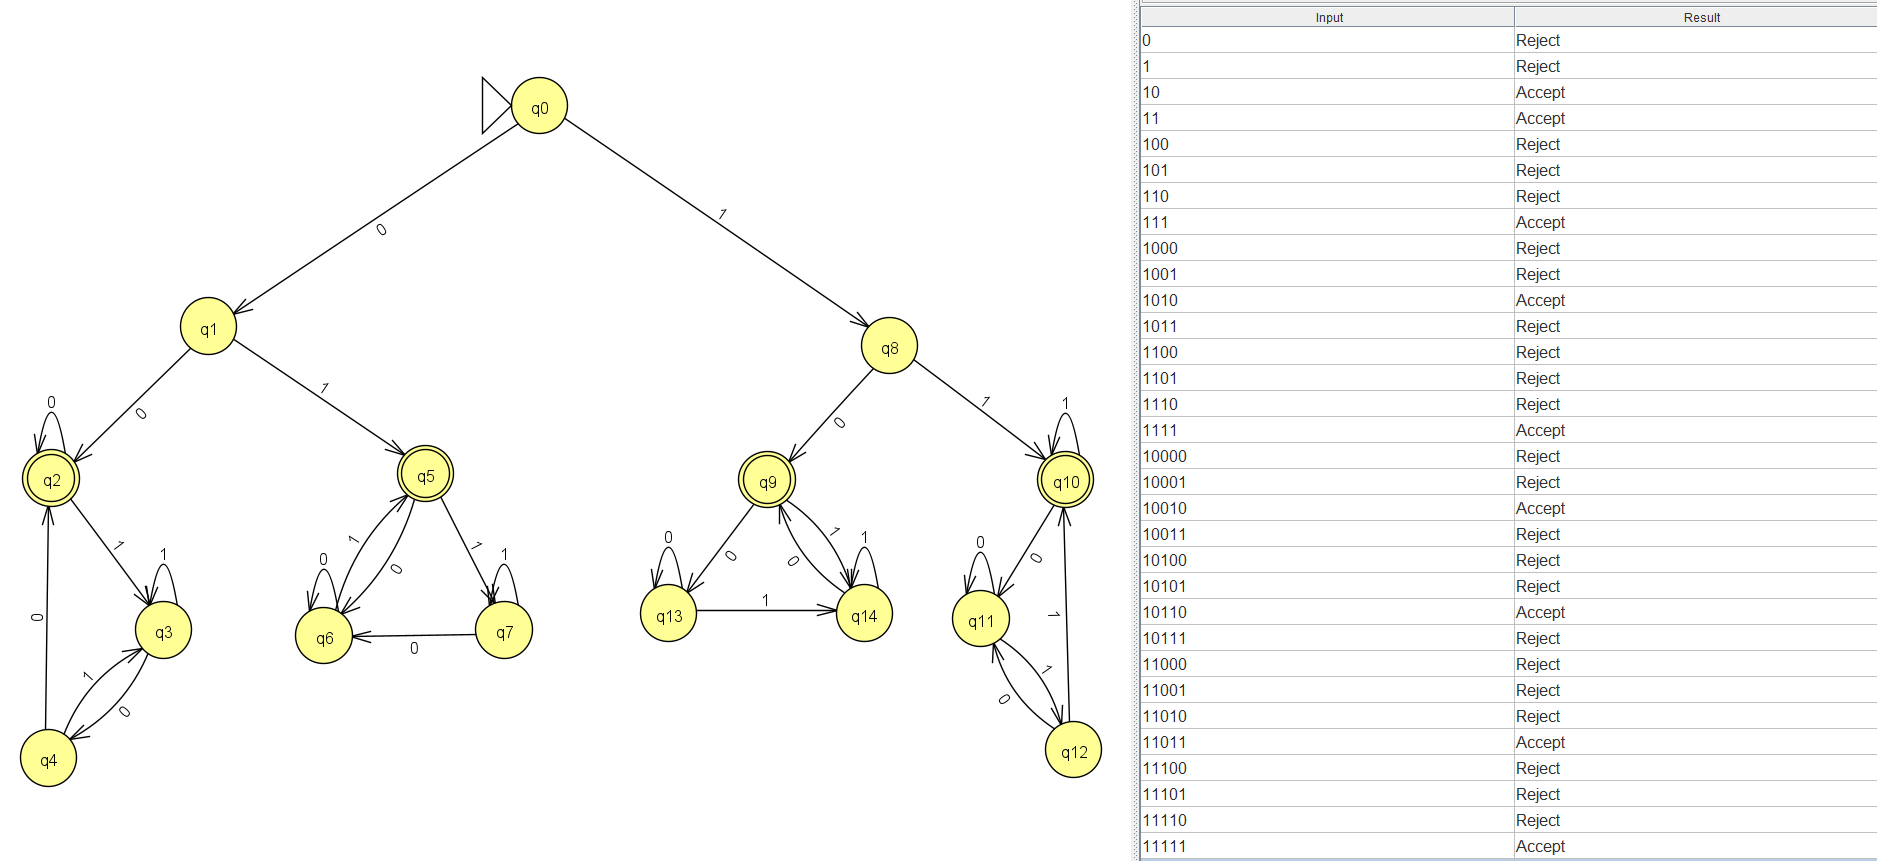 q0
0
1
q1
q8
0
1
0
1
0
1
q2
q5
q9
q10
1
1
0
1
1
0
0
1
0
1
1
0
0
1
0
0
0
1
q3
q6
q7
q13
1
q14
q11
0
1
0
1
0
q4
q12
Input Result
0 Reject
1 Reject
10 Accept
11 Accept
100 Reject
101 Reject
110 Reject
111 Accept
1000 Reject
1001 Reject
1010 Accept
1011 Reject
1100 Reject
1101 Reject
1110 Reject
1111 Accept
10000 Reject
10001 Reject
10010 Accept
10011 Reject
10100 Reject
10101 Reject
10110 Accept
10111 Reject
11000 Reject
11001 Reject
11010 Reject
11011 Accept
11100 Reject
11101 Reject
11110 Reject
11111 Accept